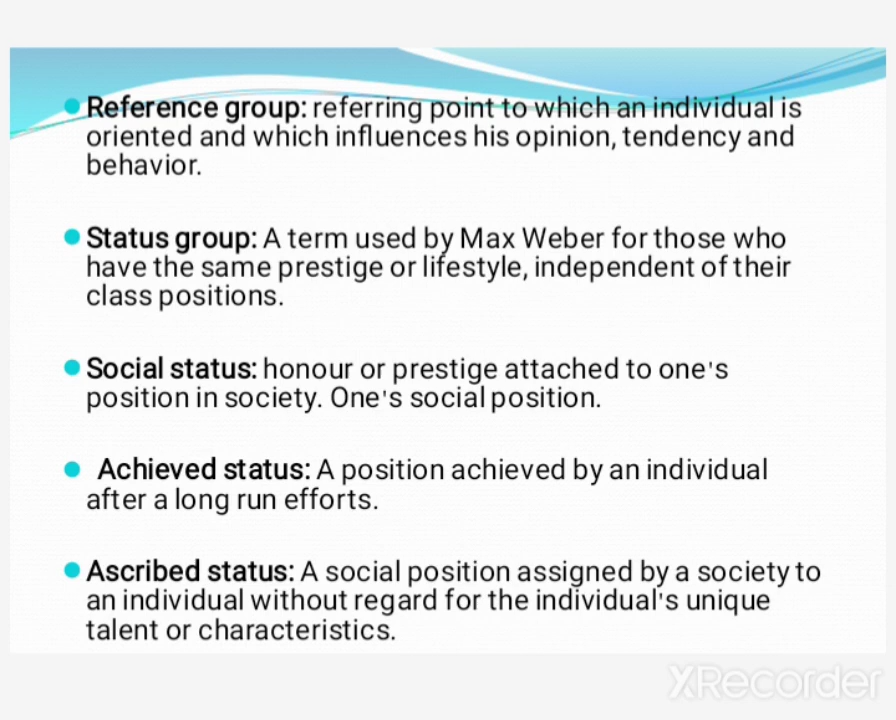 Reference group: referring point to which an individual is
oriented and which influences his opinion, tendency and
behavior.
Status group: A term used by Max Weber for those who
have the same prestige or lifestyle, independent of their
class positions.
Social status: honour or prestige attached to one's
position in society. One's social position.
Achieved status: A position achieved by an individual
after a long run efforts.
Ascribed status: A social position assigned by a society to
an individual without regard for the individual's unique
talent or characteristics.
XRecorder